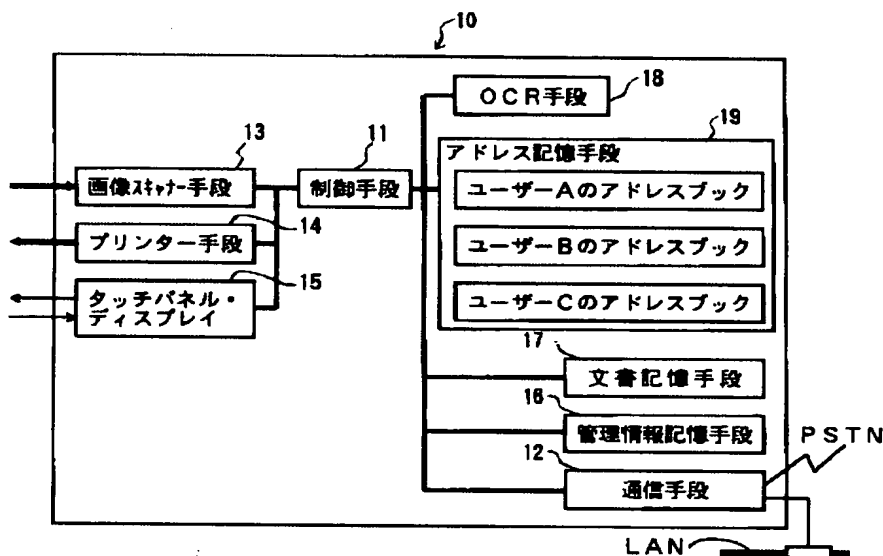 10
18
OCR手段
19
13
11
アドレス記憶手段
画像スキャナー手段
制御手段
ユーザーAのアドレスブック
14
プリンター手段
ユーザーBのアドレスブック
15
タッチパネル・
ディスプレイ
ユーザーCのアドレスブック
17
文書記憶手段
16
管理情報記憶手段
PSTN
12
通信手段
LAN